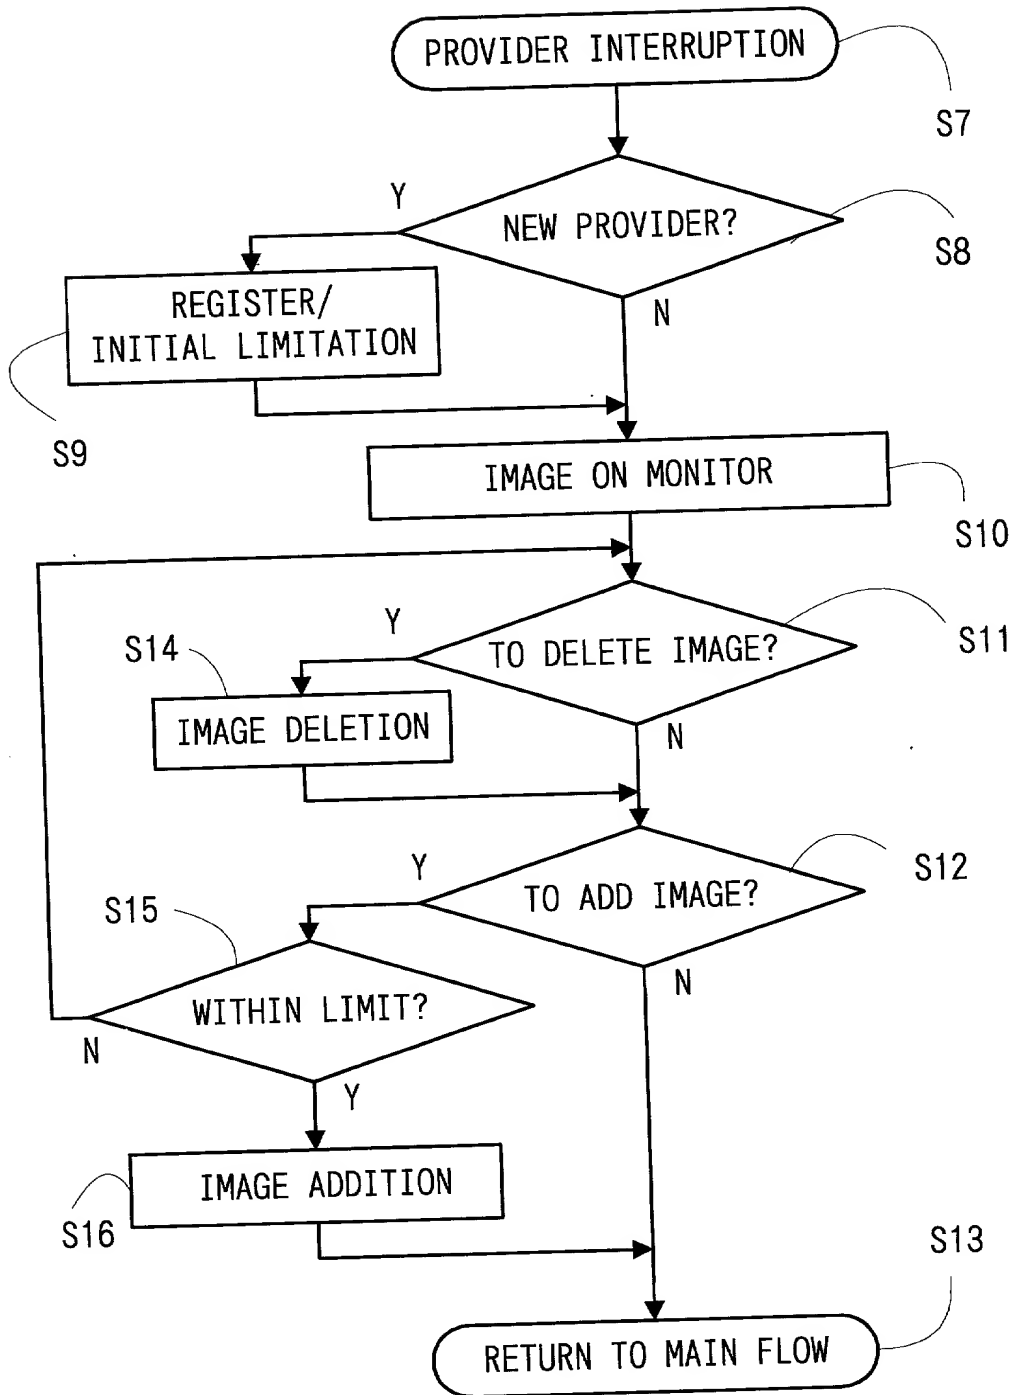 PROVIDER INTERRUPTION
S7
Y
NEW PROVIDER?
S8
REGISTER/
INITIAL LIMITATION
N
S9
IMAGE ON MONITOR
S10
Y
TO DELETE IMAGE?
S11
S14
IMAGE DELETION
N
Y
TO ADD IMAGE?
S12
S15
WITHIN LIMIT?
N
N
Y
IMAGE ADDITION
S16
S13
RETURN TO MAIN FLOW